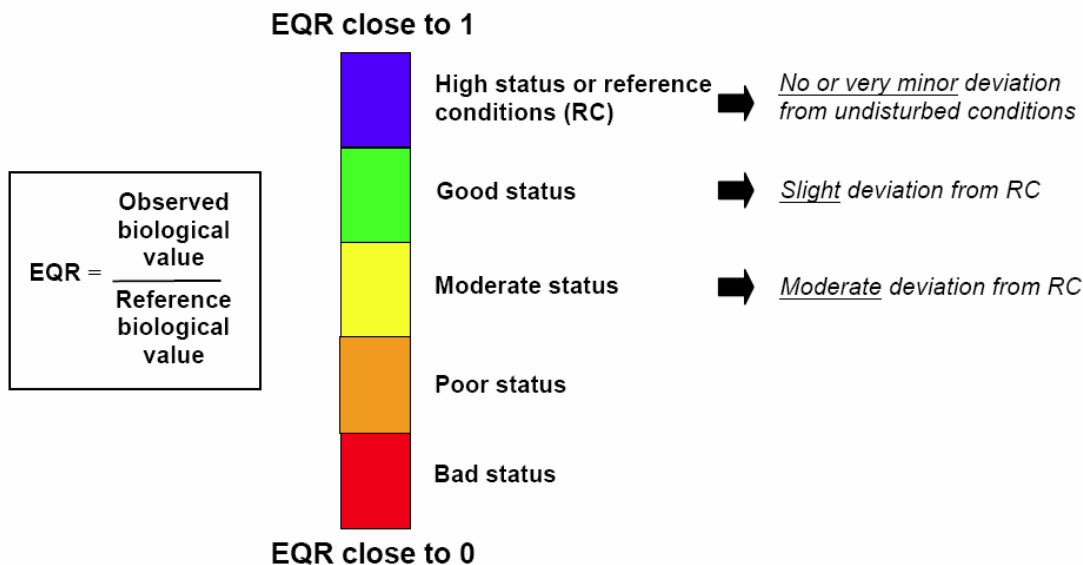 EQR close to 1
High status or reference
conditions (RC)
No or very minor deviation
from undisturbed conditions
Good status
Slight deviation from RC
Observed
biological
value
EQR =
Reference
biological
value
Moderate status
Moderate deviation from RC
Poor status
Bad status
EQR close to 0